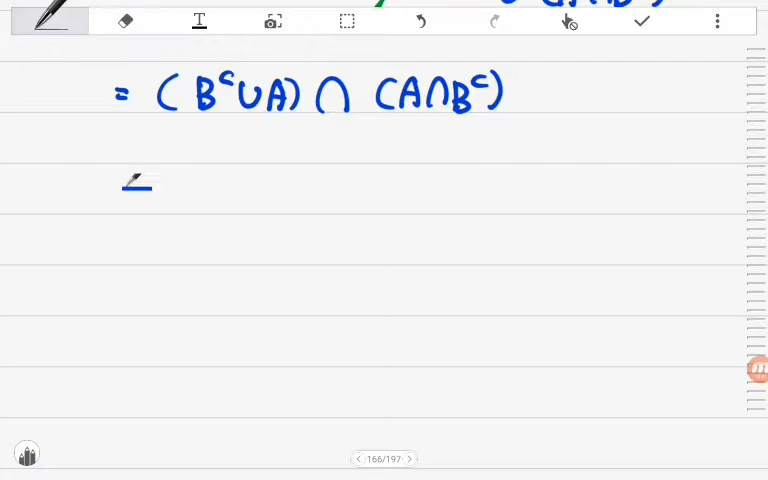 = (B^c ∪ A) ∩ (A ∩ B^c)
T
166/197